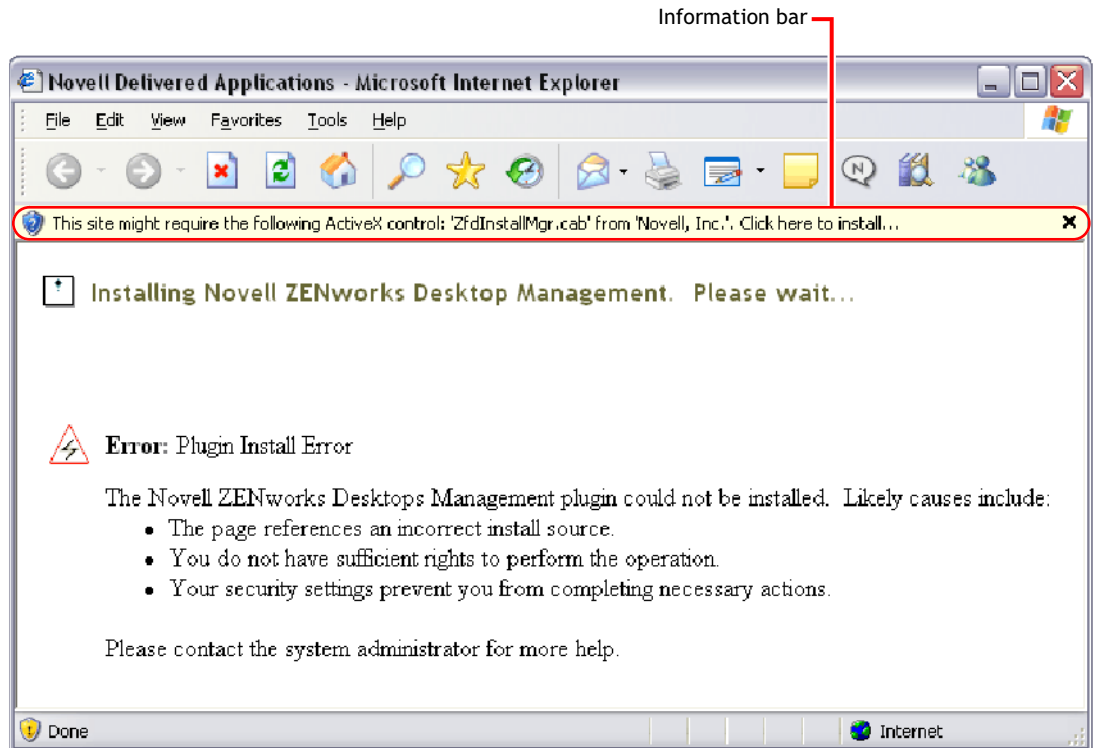 Information bar
Novell Delivered Applications - Microsoft Internet Explorer
File Edit View Favorites Tools Help
N
This site might require the following ActiveX control: 'ZfdInstallMgr.cab' from 'Novell, Inc.'. Click here to install...
Installing Novell ZENworks Desktop Management. Please wait...
Error: Plugin Install Error
The Novell ZENworks Desktops Management plugin could not be installed. Likely causes include:
• The page references an incorrect install source.
• You do not have sufficient rights to perform the operation.
• Your security settings prevent you from completing necessary actions.
Please contact the system administrator for more help.
Done Internet